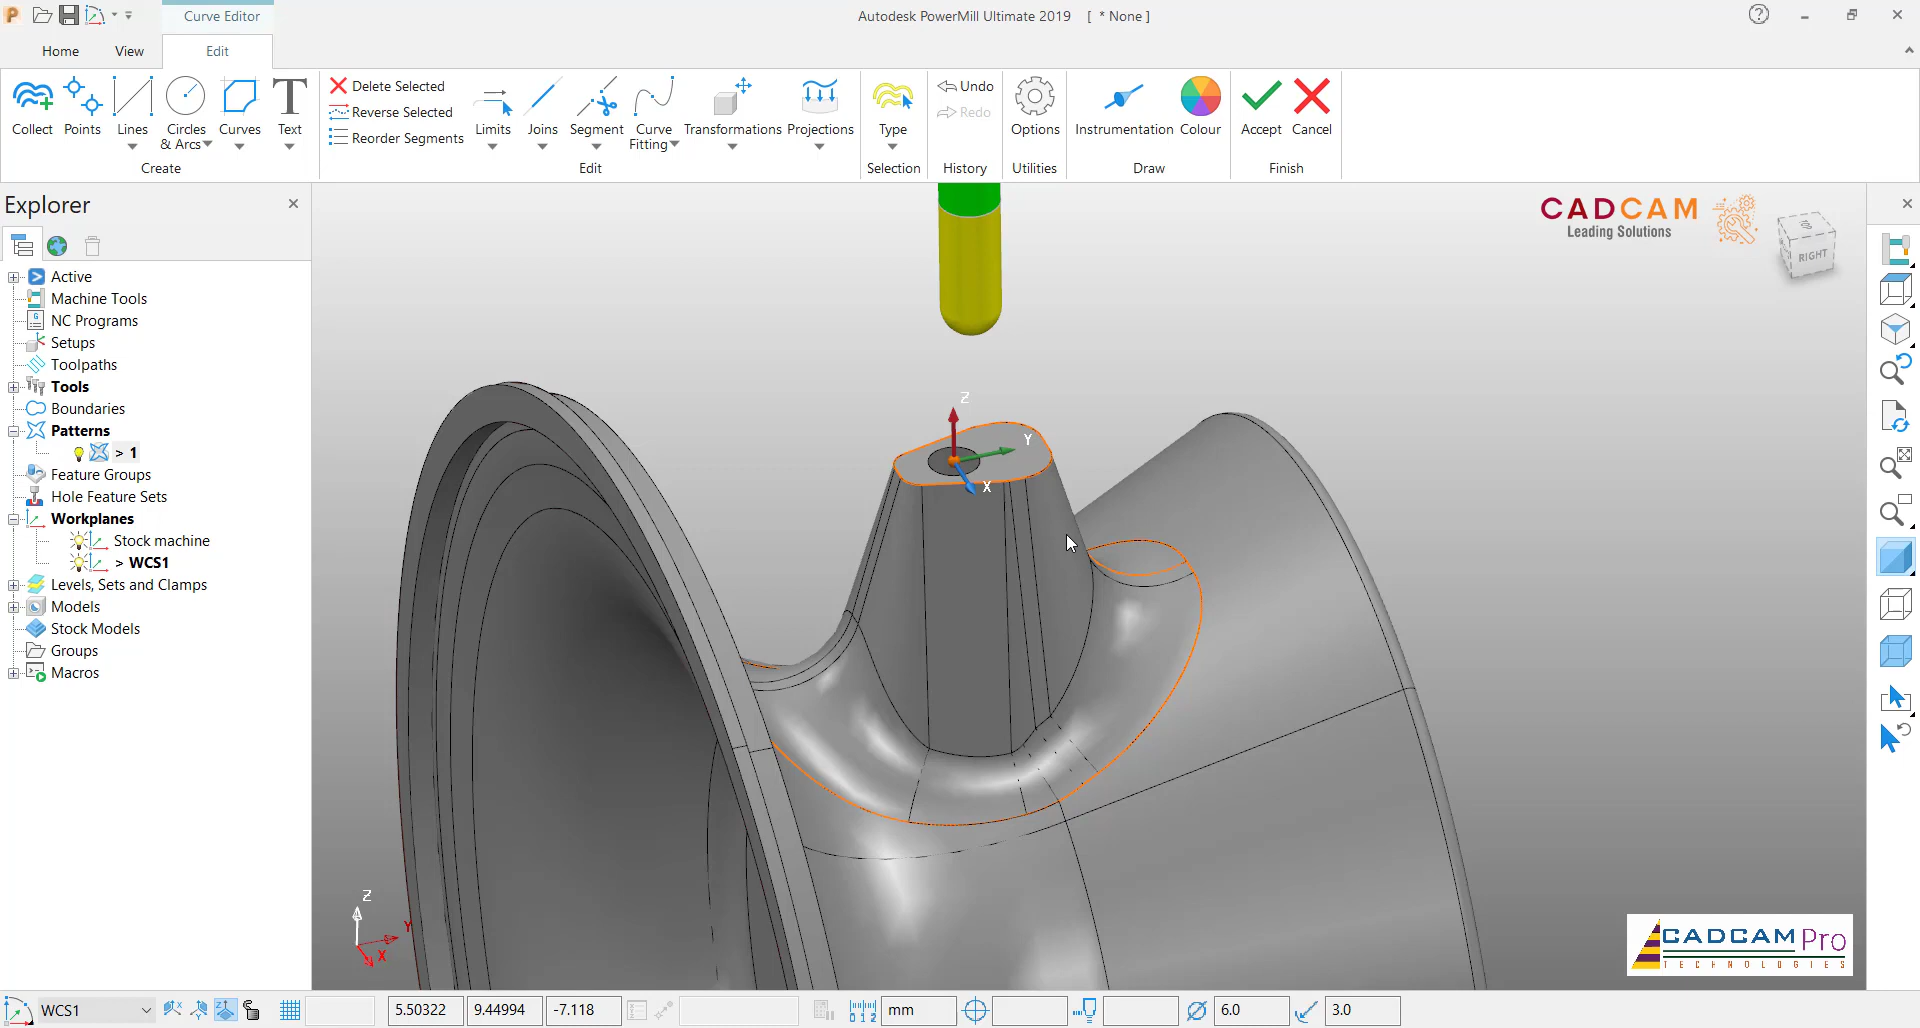 Curve Editor
Autodesk PowerMill Ultimate 2019 [ * None ]
Home View Edit
Collect Points Lines Circles & Arcs Curves Text
Create
Delete Selected
Reverse Selected
Reorder Segments
Limits Joins Segment Curve Fitting Transformations Projections
Edit
Type
Selection
Undo
Redo
History
Options
Utilities
Instrumentation Colour
Draw
Accept Cancel
Finish
Explorer
Active
Machine Tools
NC Programs
Setups
Toolpaths
Tools
Boundaries
Patterns
> 1
Feature Groups
Hole Feature Sets
Workplanes
Stock machine
> WCS1
Levels, Sets and Clamps
Models
Stock Models
Groups
Macros
CADCAM
Leading Solutions
TOP
RIGHT
Z
Y
X
Z
Y
X
CADCAM Pro
TECHNOLOGIES
WCS1 5.50322 9.44994 -7.118 mm 6.0 3.0